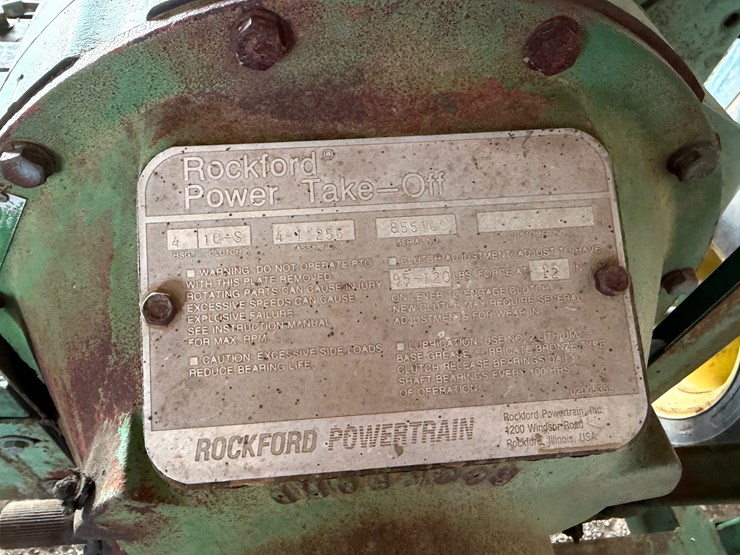 Rockford®
Power Take-Off
4 10-S
HSG. CLUTCH
ASSEMBLY
SERIAL NO.
CUSTOMER NO.
■ WARNING: DO NOT OPERATE PTO
WITH THIS PLATE REMOVED.
ROTATING PARTS CAN CAUSE INJURY
EXCESSIVE SPEEDS CAN CAUSE
EXPLOSIVE FAILURE.
SEE INSTRUCTION MANUAL
FOR MAX. RPM.
■ CAUTION: EXCESSIVE SIDE LOADS
REDUCE BEARING LIFE.
■ CLUTCH ADJUSTMENT: ADJUST TO HAVE
95-120 LBS. FORCE AT 12 IN.
ON LEVER TO ENGAGE CLUTCH.
NEW CLUTCH MAY REQUIRE SEVERAL
ADJUSTMENTS FOR WEAR IN.
■ LUBRICATION: USE NO. 2 LITHIUM
BASE GREASE. LUBRICATE BRONZE TYPE
CLUTCH RELEASE BEARINGS DAILY.
SHAFT BEARINGS EVERY 100 HRS.
OF OPERATION.
ROCKFORD POWERTRAIN
Rockford Powertrain, Inc.
1200 Windsor Road
Rockford, Illinois, USA